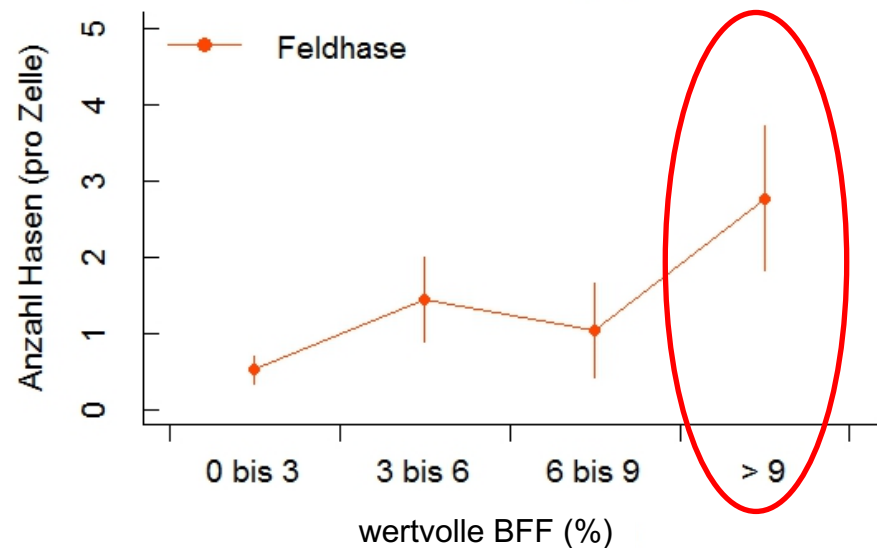 Feldhase
Anzahl Hasen (pro Zelle)
5
4
3
2
1
0
0 bis 3 3 bis 6 6 bis 9 > 9
wertvolle BFF (%)